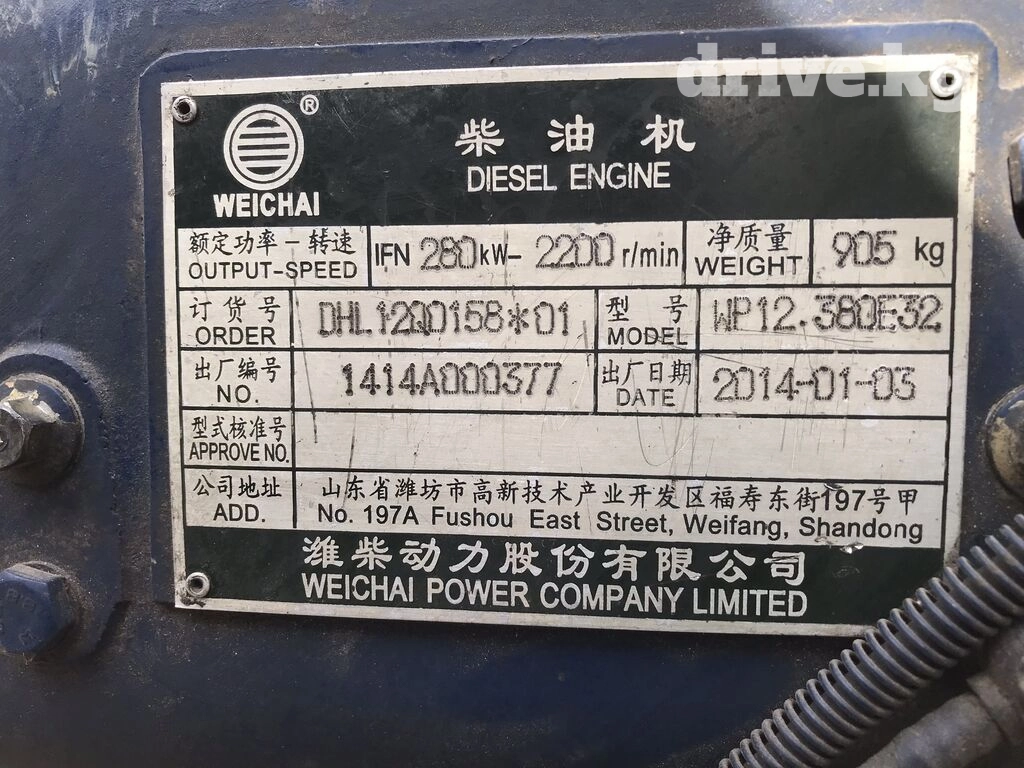 drive.kg
®
WEICHAI
柴油机
DIESEL ENGINE
额定功率-转速
OUTPUT-SPEED
IFN 280 kW- 2200 r/min
净质量
WEIGHT
905 kg
订货号
ORDER
DHL12Q0158*01
型号
MODEL
WP12.380E32
出厂编号
NO.
1414A000377
出厂日期
DATE
2014-01-03
型式核准号
APPROVE NO.
公司地址
ADD.
山东省潍坊市高新技术产业开发区福寿东街197号甲
No. 197A Fushou East Street, Weifang, Shandong
潍柴动力股份有限公司
WEICHAI POWER COMPANY LIMITED